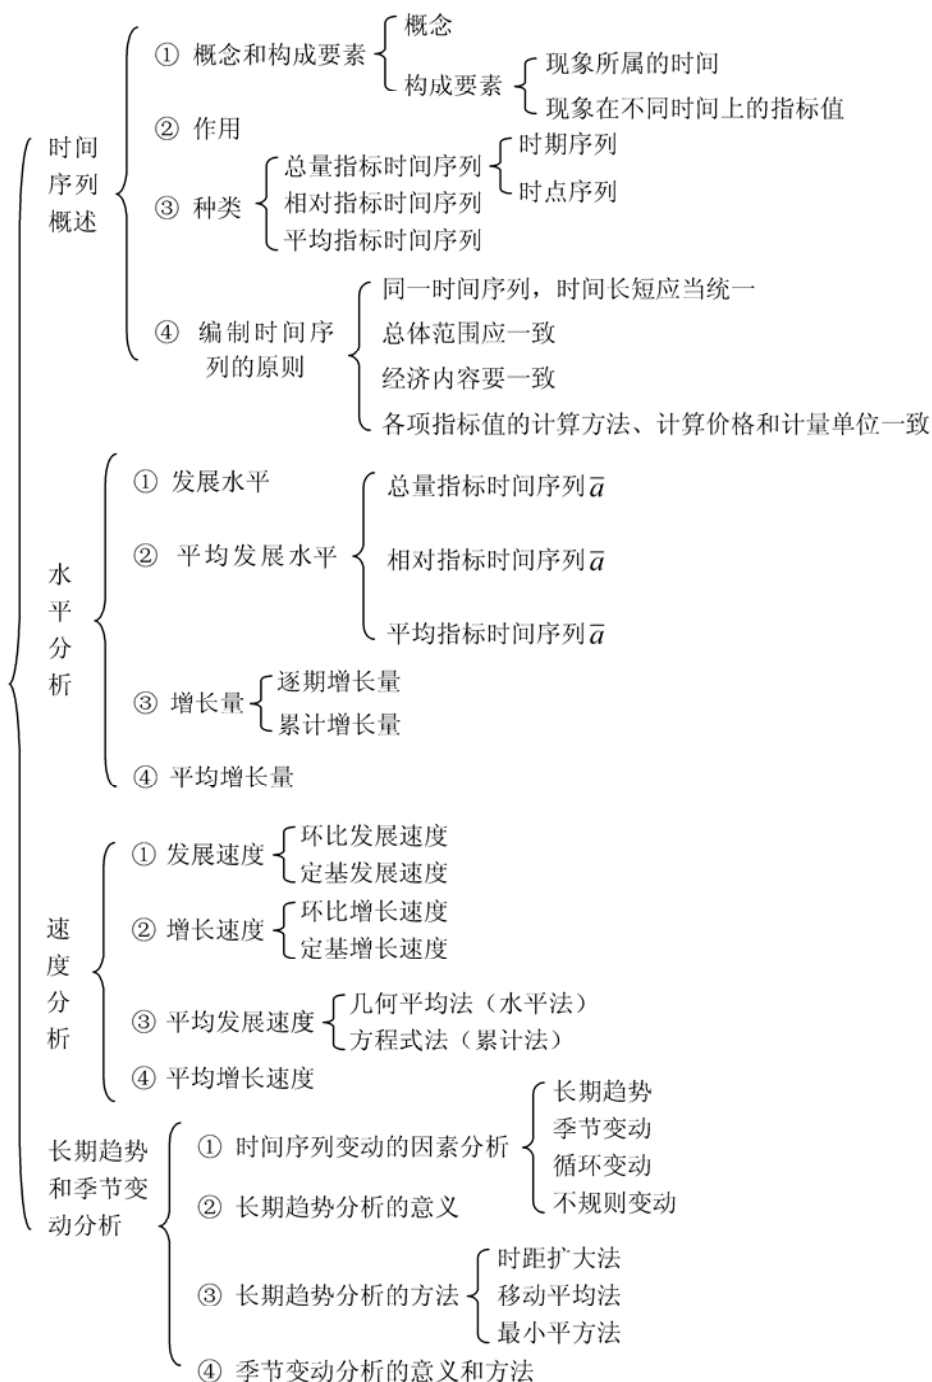 时间
序列
概述
① 概念和构成要素
概念
构成要素
现象所属的时间
现象在不同时间上的指标值
② 作用
③ 种类
总量指标时间序列
时期序列
时点序列
相对指标时间序列
平均指标时间序列
④ 编制时间序
列的原则
同一时间序列，时间长短应当统一
总体范围应一致
经济内容要一致
各项指标值的计算方法、计算价格和计量单位一致
水
平
分
析
① 发展水平
② 平均发展水平
总量指标时间序列a̅
相对指标时间序列a̅
平均指标时间序列a̅
③ 增长量
逐期增长量
累计增长量
④ 平均增长量
速
度
分
析
① 发展速度
环比发展速度
定基发展速度
② 增长速度
环比增长速度
定基增长速度
③ 平均发展速度
几何平均法（水平法）
方程式法（累计法）
④ 平均增长速度
长期趋势
和季节变
动分析
① 时间序列变动的因素分析
长期趋势
季节变动
循环变动
不规则变动
② 长期趋势分析的意义
③ 长期趋势分析的方法
时距扩大法
移动平均法
最小平方法
④ 季节变动分析的意义和方法